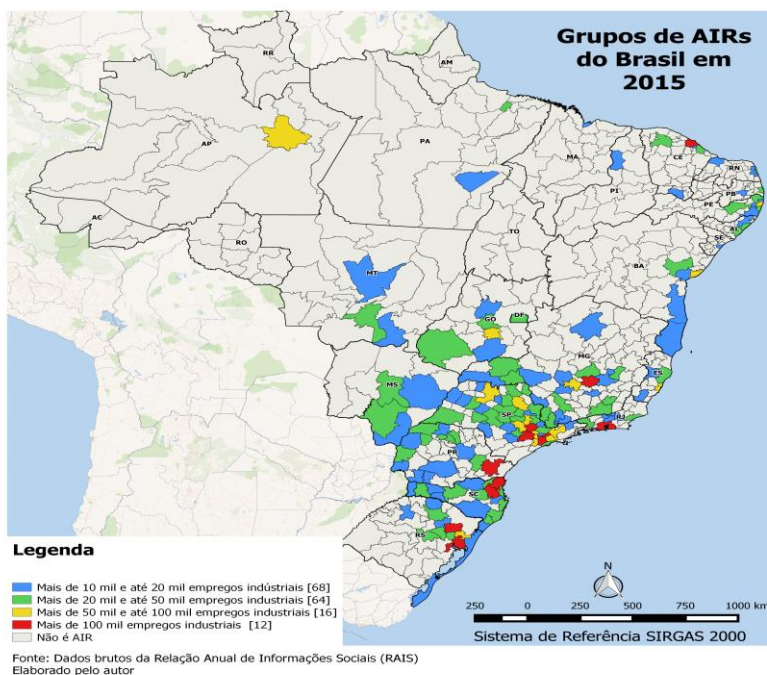 Grupos de AIRs
do Brasil em
2015
RR
AM
AP
PA
MA
CE
RN
PB
PE
PI
AL
SE
AC
RO
TO
BA
MT
GO
DF
MG
ES
MS
SP
RJ
PR
SC
RS
Legenda
Mais de 10 mil e até 20 mil empregos indústriais [68]
Mais de 20 mil e até 50 mil empregos industriais [64]
Mais de 50 mil e até 100 mil empregos industriais [16]
Mais de 100 mil empregos industriais [12]
Não é AIR
N
250 0 250 500 750 1000 km
Sistema de Referência SIRGAS 2000
Fonte: Dados brutos da Relação Anual de Informações Sociais (RAIS)
Elaborado pelo autor